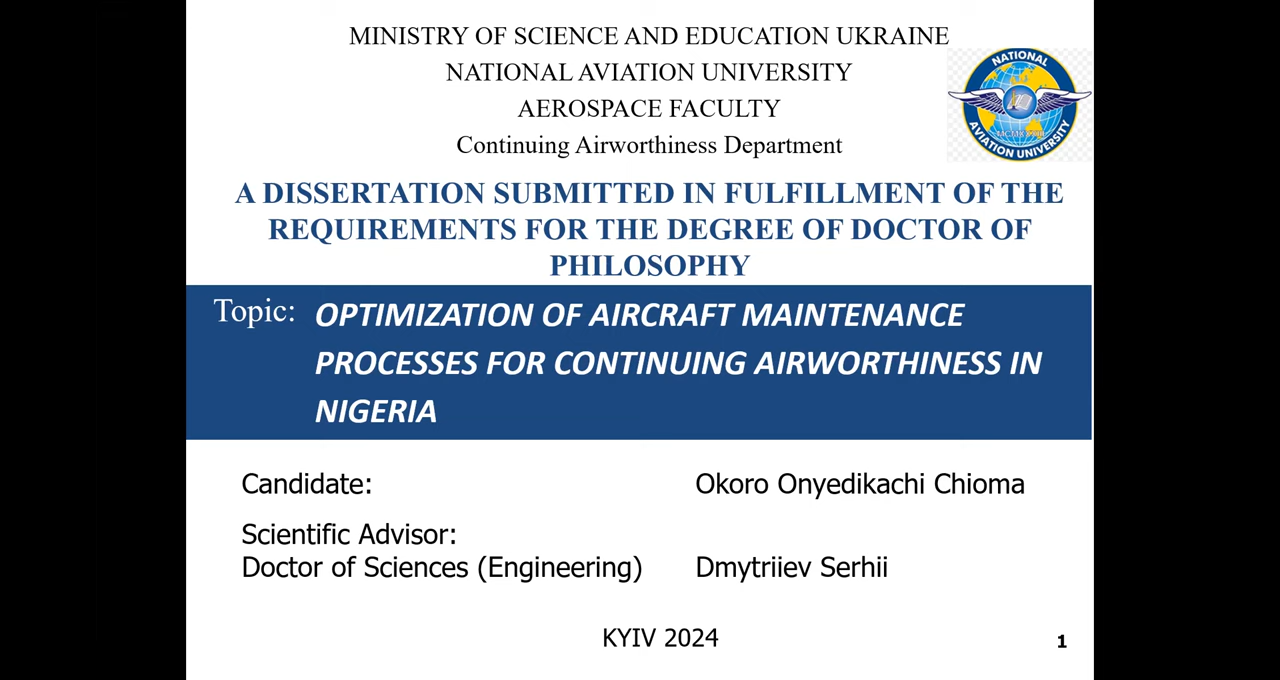 MINISTRY OF SCIENCE AND EDUCATION UKRAINE
NATIONAL AVIATION UNIVERSITY
AEROSPACE FACULTY
Continuing Airworthiness Department
NATIONAL
AVIATION UNIVERSITY
A DISSERTATION SUBMITTED IN FULFILLMENT OF THE
REQUIREMENTS FOR THE DEGREE OF DOCTOR OF
PHILOSOPHY
Topic: OPTIMIZATION OF AIRCRAFT MAINTENANCE
PROCESSES FOR CONTINUING AIRWORTHINESS IN
NIGERIA
Candidate: Okoro Onyedikachi Chioma
Scientific Advisor:
Doctor of Sciences (Engineering) Dmytriiev Serhii
KYIV 2024
1